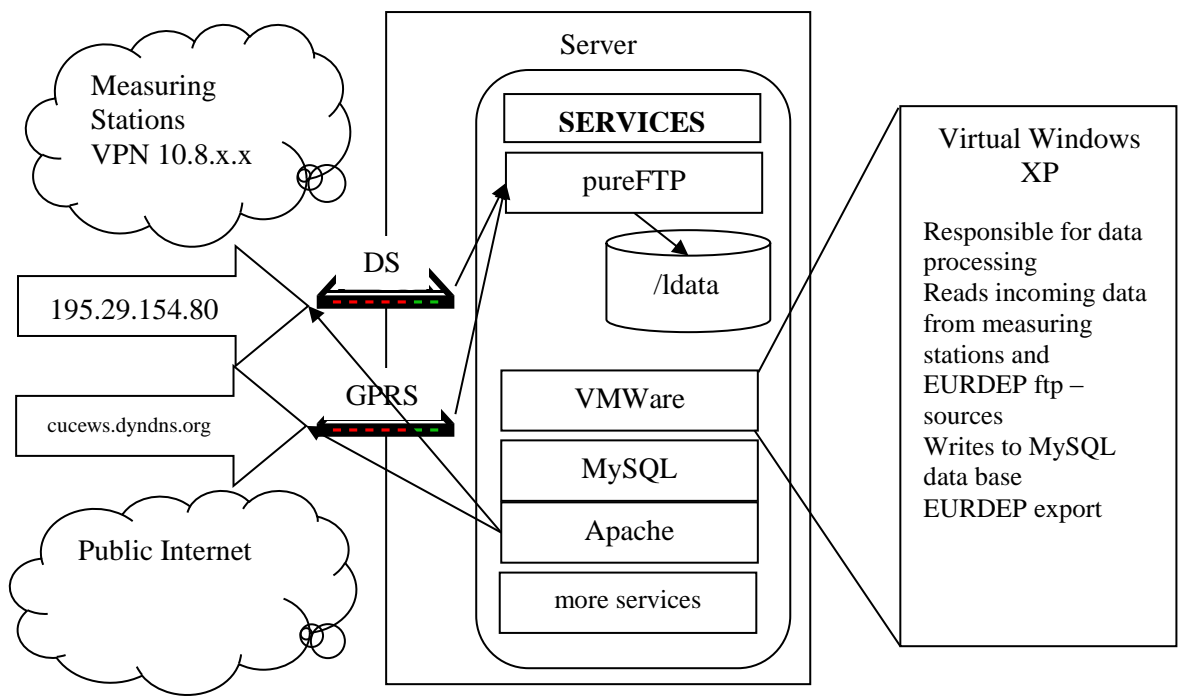 Server
Measuring
Stations
VPN 10.8.x.x
SERVICES
pureFTP
DS
/ldata
195.29.154.80
GPRS
cucews.dyndns.org
VMWare
MySQL
Apache
more services
Public Internet
Virtual Windows
XP
Responsible for data
processing
Reads incoming data
from measuring
stations and
EURDEP ftp –
sources
Writes to MySQL
data base
EURDEP export